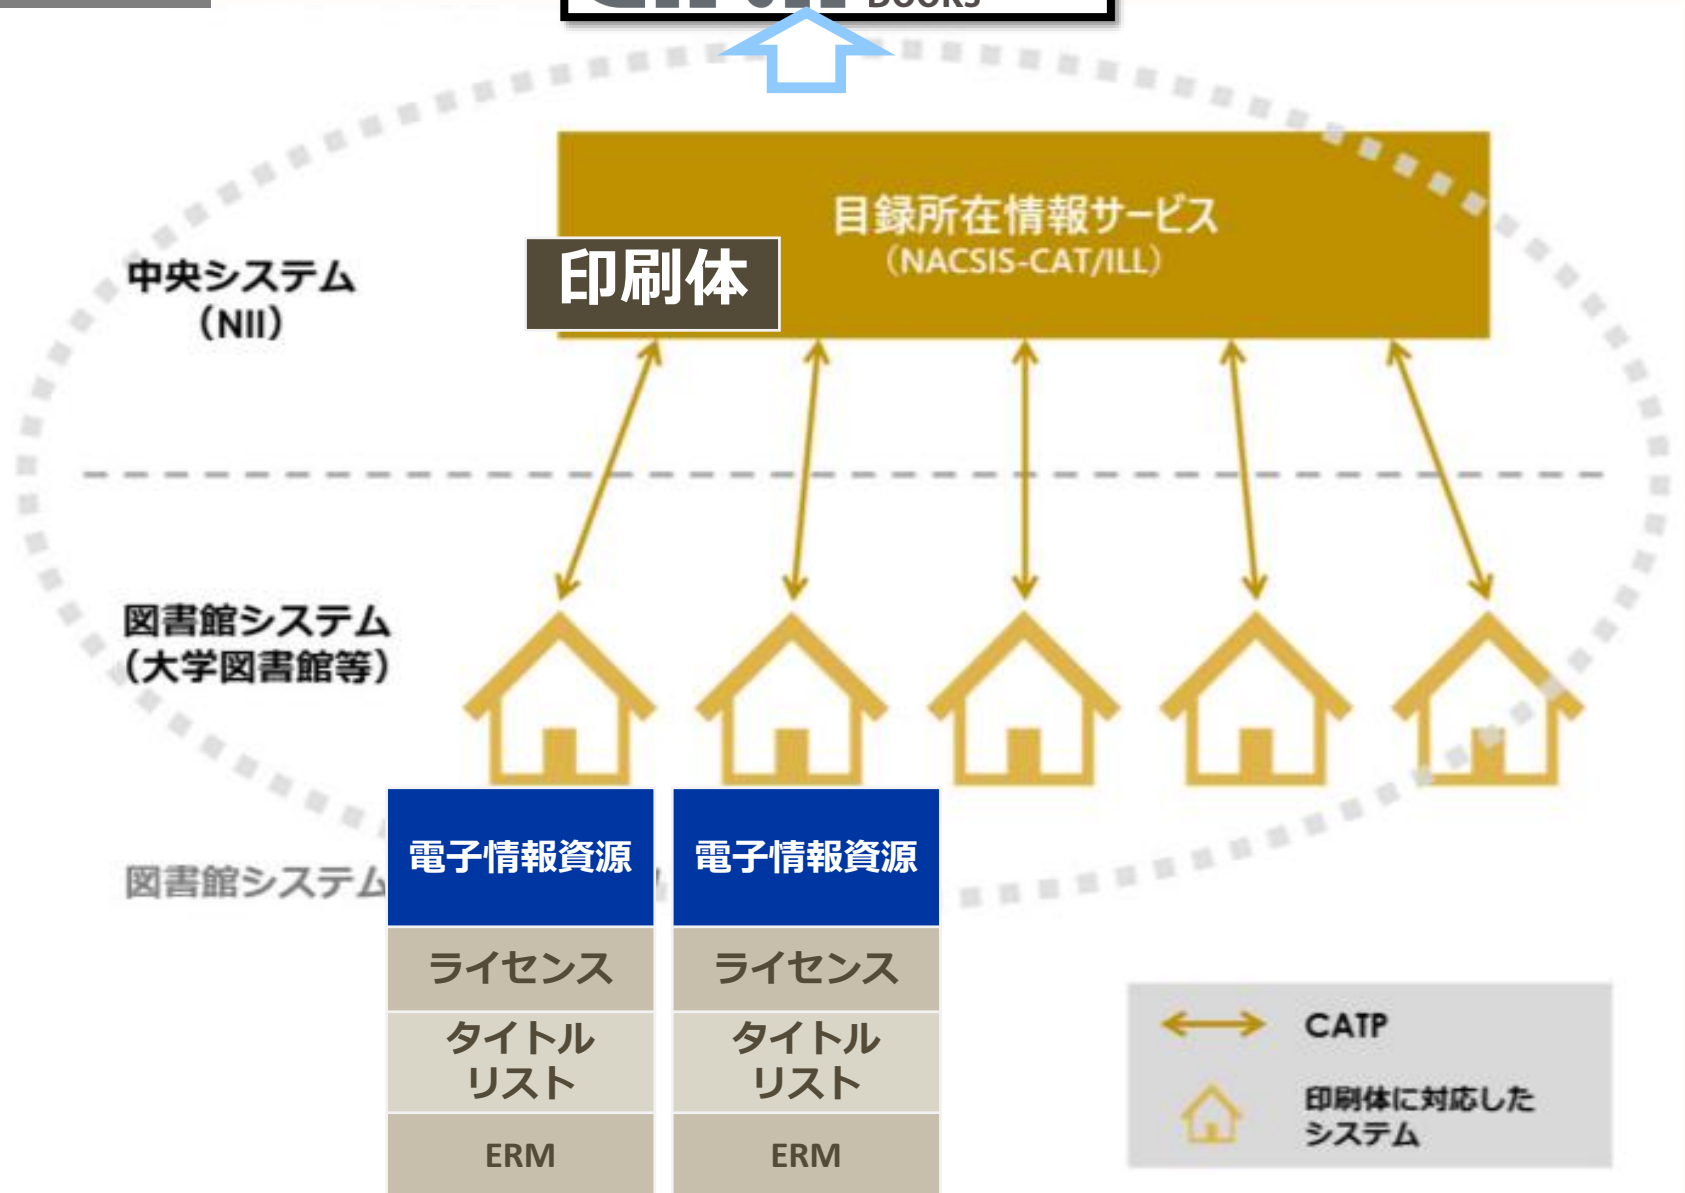 BOOKS
目録所在情報サービス
（NACSIS-CAT/ILL）
印刷体
中央システム
（NII）
図書館システム
（大学図書館等）
図書館システム
電子情報資源
電子情報資源
ライセンス
ライセンス
タイトル
リスト
タイトル
リスト
ERM
ERM
CATP
印刷体に対応した
システム